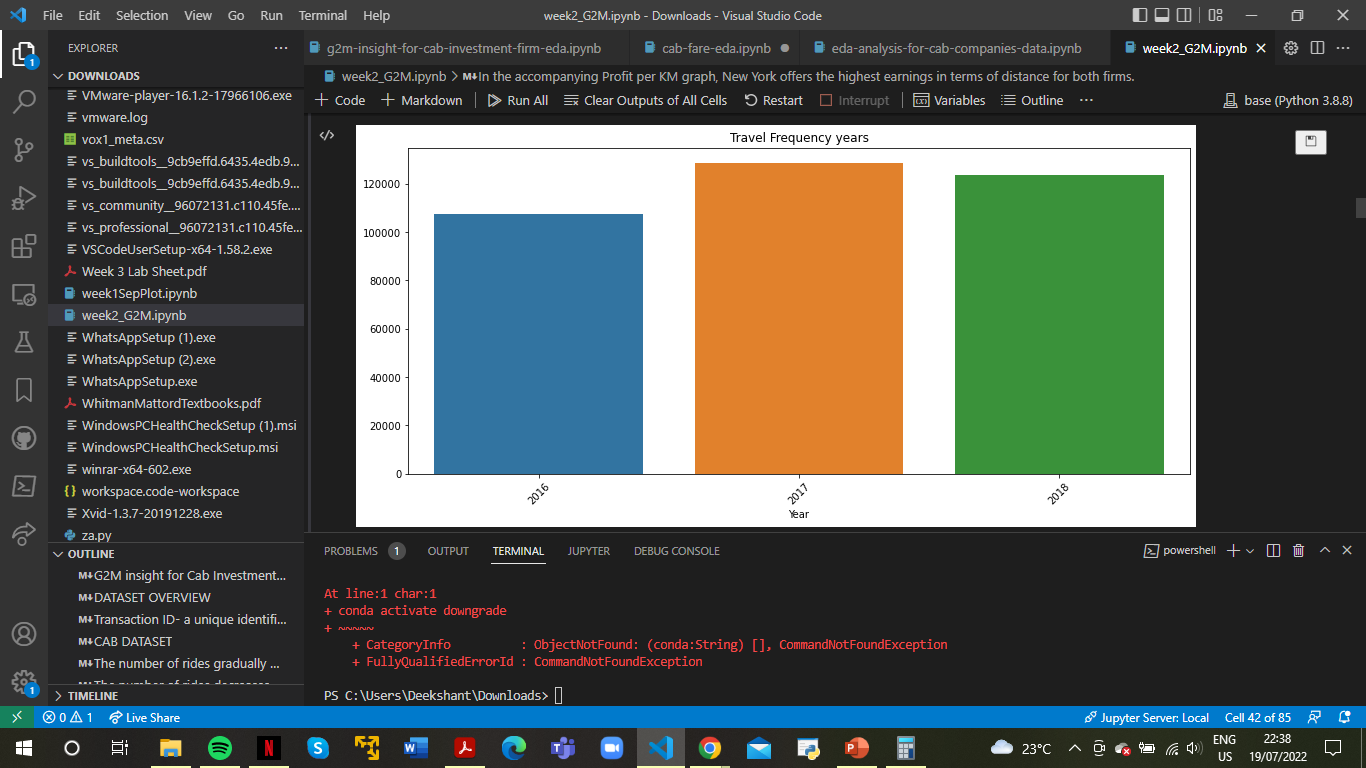 File Edit Selection View Go Run Terminal Help
week2_G2M.ipynb - Downloads - Visual Studio Code
EXPLORER
DOWNLOADS
VMware-player-16.1.2-17966106.exe
vmware.log
vox1_meta.csv
vs_buildtools__9cb9effd.6435.4edb.9...
vs_buildtools__9cb9effd.6435.4edb.9...
vs_community__96072131.c110.45fe....
vs_professional__96072131.c110.45fe...
VSCodeUserSetup-x64-1.58.2.exe
Week 3 Lab Sheet.pdf
week1SepPlot.ipynb
week2_G2M.ipynb
WhatsAppSetup (1).exe
WhatsAppSetup (2).exe
WhatsAppSetup.exe
WhitmanMattordTextbooks.pdf
WindowsPCHealthCheckSetup (1).msi
WindowsPCHealthCheckSetup.msi
winrar-x64-602.exe
workspace.code-workspace
Xvid-1.3.7-20191228.exe
za.py
OUTLINE
G2M insight for Cab Investment...
DATASET OVERVIEW
Transaction ID- a unique identifi...
CAB DATASET
The number of rides gradually ...
The number of rides decreases
TIMELINE
g2m-insight-for-cab-investment-firm-eda.ipynb
cab-fare-eda.ipynb
eda-analysis-for-cab-companies-data.ipynb
week2_G2M.ipynb
week2_G2M.ipynb > In the accompanying Profit per KM graph, New York offers the highest earnings in terms of distance for both firms.
+ Code + Markdown Run All Clear Outputs of All Cells Restart Interrupt Variables Outline ... base (Python 3.8.8)
Travel Frequency years
120000
100000
80000
60000
40000
20000
0
2016 2017 2018
Year
PROBLEMS 1 OUTPUT TERMINAL JUPYTER DEBUG CONSOLE
powershell
At line:1 char:1
+ conda activate downgrade
+ ~~~~~
+ CategoryInfo : ObjectNotFound: (conda:String) [], CommandNotFoundException
+ FullyQualifiedErrorId : CommandNotFoundException
PS C:\Users\Deekshant\Downloads>
0 1 Live Share
Jupyter Server: Local Cell 42 of 85
23°C
ENG
US
22:38
19/07/2022